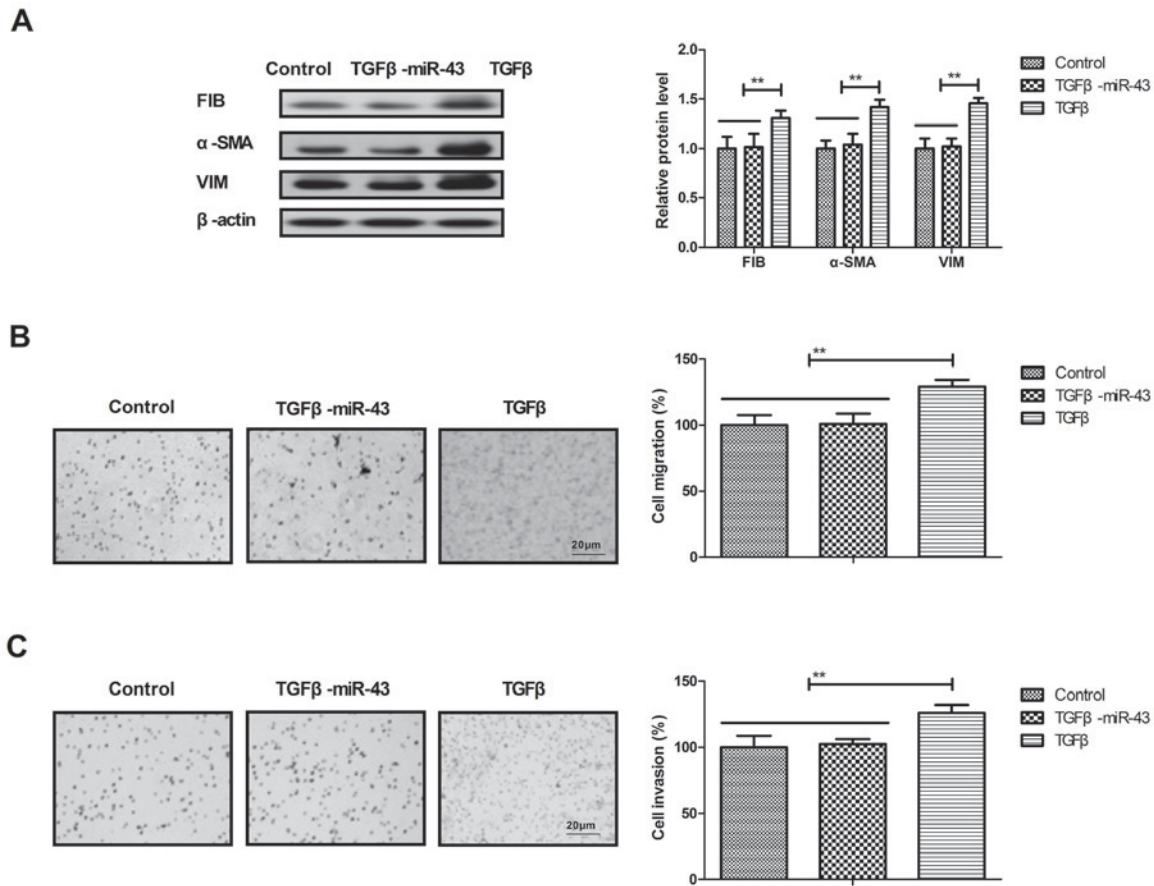 A
Control TGFβ -miR-43 TGFβ
FIB
α -SMA
VIM
β -actin
Relative protein level
2.0
1.5
1.0
0.5
0.0
** ** **
FIB α-SMA VIM
Control
TGFβ -miR-43
TGFβ
B
Control TGFβ -miR-43 TGFβ
20μm
Cell migration (%)
150
100
50
0
**
Control
TGFβ -miR-43
TGFβ
C
Control TGFβ -miR-43 TGFβ
20μm
Cell invasion (%)
150
100
50
0
**
Control
TGFβ -miR-43
TGFβ